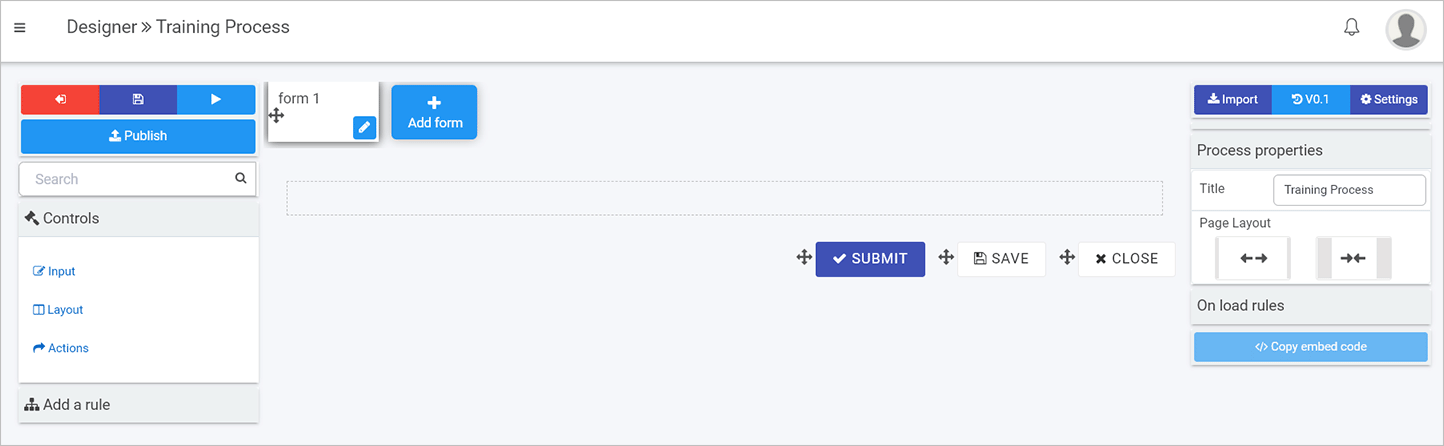 Designer » Training Process
Publish
Search
Controls
Input
Layout
Actions
Add a rule
form 1
Add form
SUBMIT
SAVE
CLOSE
Import
V0.1
Settings
Process properties
Title
Training Process
Page Layout
On load rules
</> Copy embed code